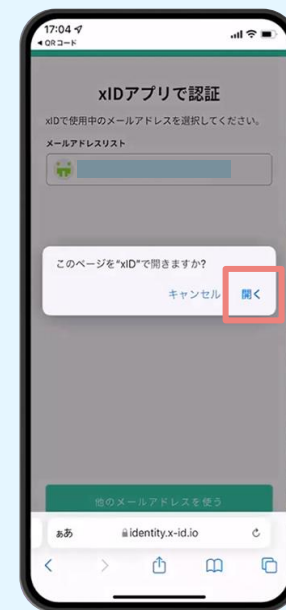 17:04
◀ QRコード
xIDアプリで認証
xIDで使用中のメールアドレスを選択してください。
メールアドレスリスト
このページを"xID"で開きますか?
キャンセル 開く
他のメールアドレスを使う
ぁあ identity.x-id.io